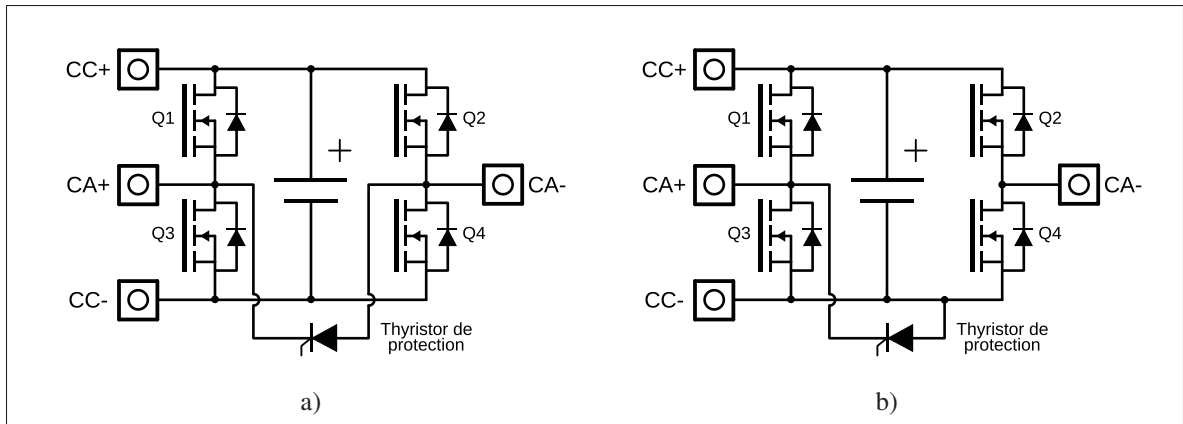 CC+
Q1
Q2
CA+
CA-
Q3
Q4
CC-
Thyristor de
protection
a)
CC+
Q1
Q2
CA+
CA-
Q3
Q4
CC-
Thyristor de
protection
b)